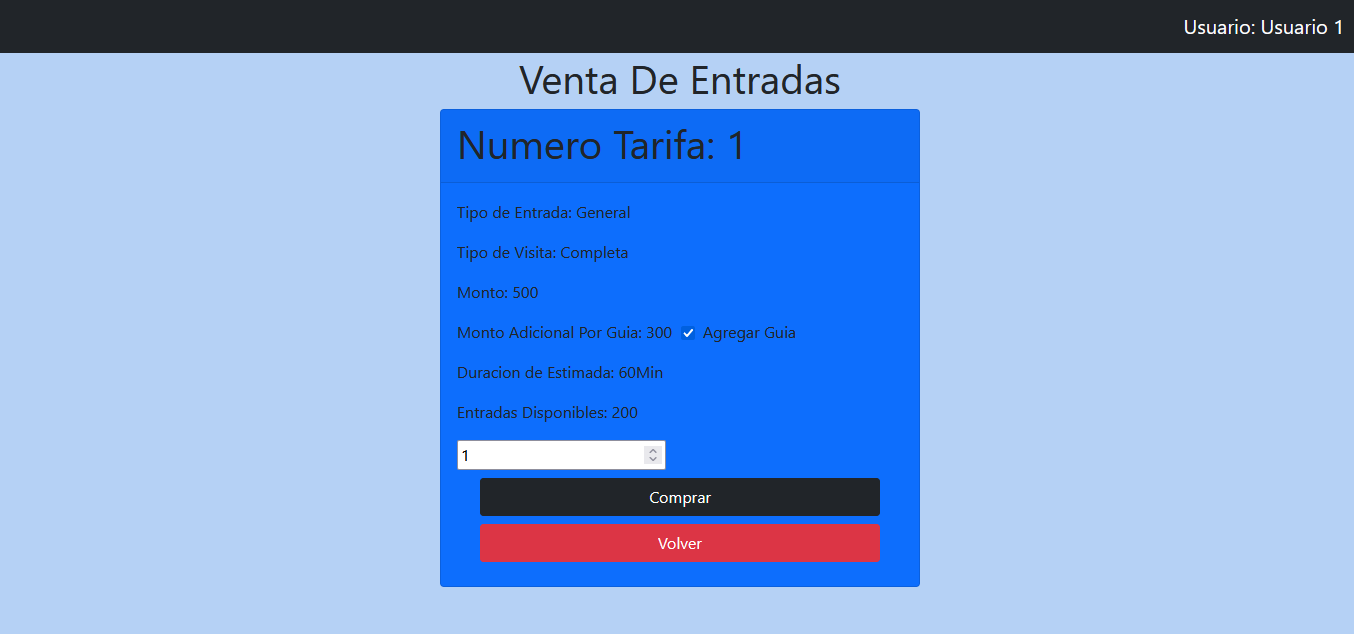 Usuario: Usuario 1
Venta De Entradas
Numero Tarifa: 1
Tipo de Entrada: General
Tipo de Visita: Completa
Monto: 500
Monto Adicional Por Guia: 300 Agregar Guia
Duracion de Estimada: 60Min
Entradas Disponibles: 200
1
Comprar
Volver